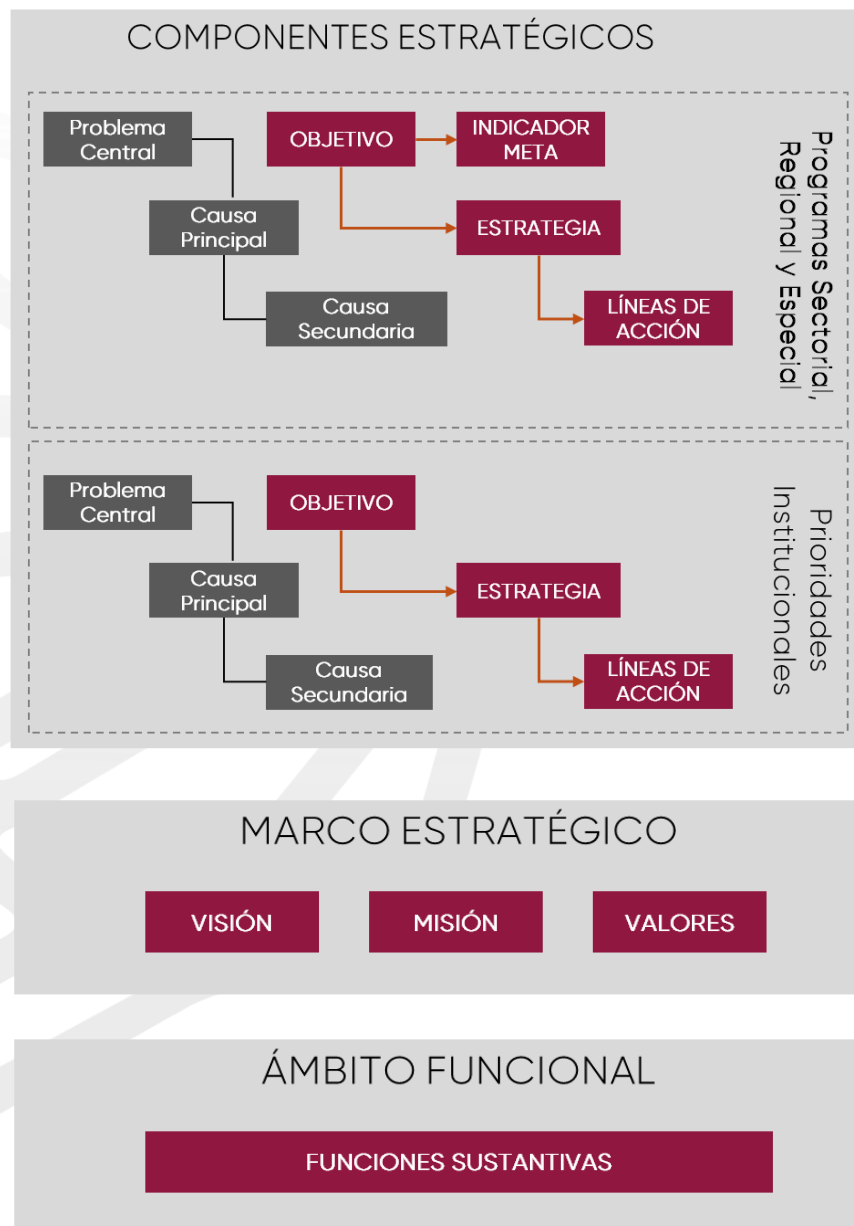 COMPONENTES ESTRATÉGICOS
Problema
Central
OBJETIVO
INDICADOR
META
Causa
Principal
ESTRATEGIA
Causa
Secundaria
LÍNEAS DE
ACCIÓN
Programas Sectorial,
Regional y Especial
Problema
Central
OBJETIVO
Causa
Principal
ESTRATEGIA
Causa
Secundaria
LÍNEAS DE
ACCIÓN
Prioridades
Institucionales
MARCO ESTRATÉGICO
VISIÓN
MISIÓN
VALORES
ÁMBITO FUNCIONAL
FUNCIONES SUSTANTIVAS